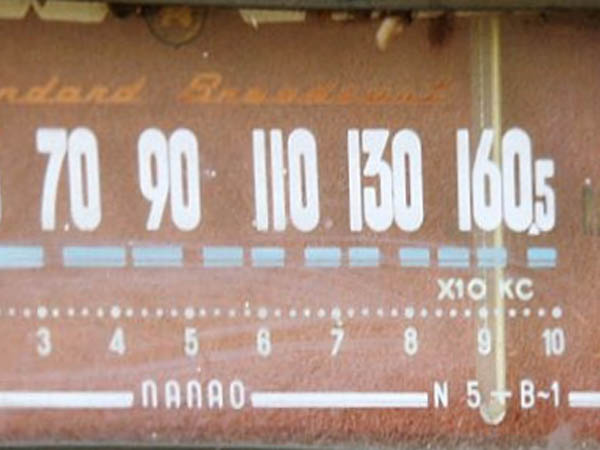 ndard Broadcast
70 90 110 130 160,5
X10 KC
3 4 5 6 7 8 9 10
NANAO N 5-B~1